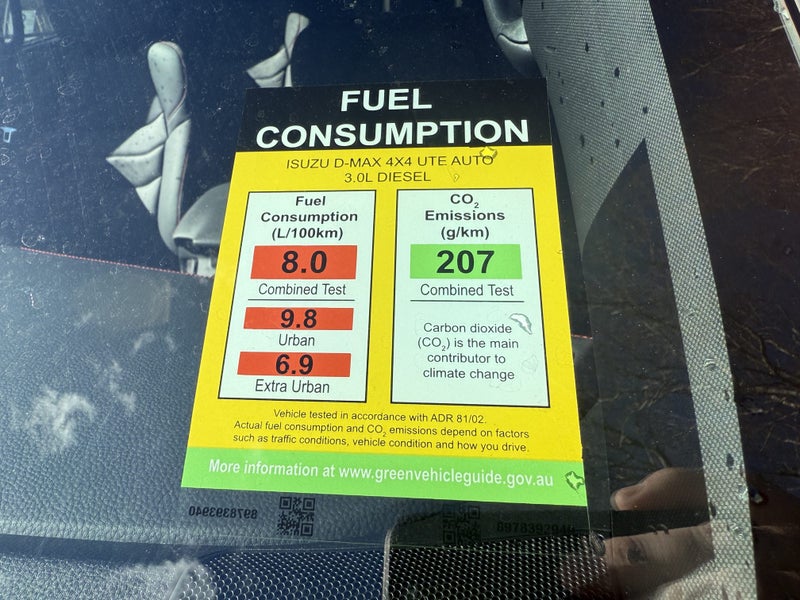 FUEL
CONSUMPTION
ISUZU D-MAX 4X4 UTE AUTO
3.0L DIESEL
Fuel
Consumption
(L/100km)
8.0
Combined Test
9.8
Urban
6.9
Extra Urban
CO₂
Emissions
(g/km)
207
Combined Test
Carbon dioxide
(CO₂) is the main
contributor to
climate change
Vehicle tested in accordance with ADR 81/02.
Actual fuel consumption and CO₂ emissions depend on factors
such as traffic conditions, vehicle condition and how you drive.
More information at www.greenvehicleguide.gov.au
8978393940